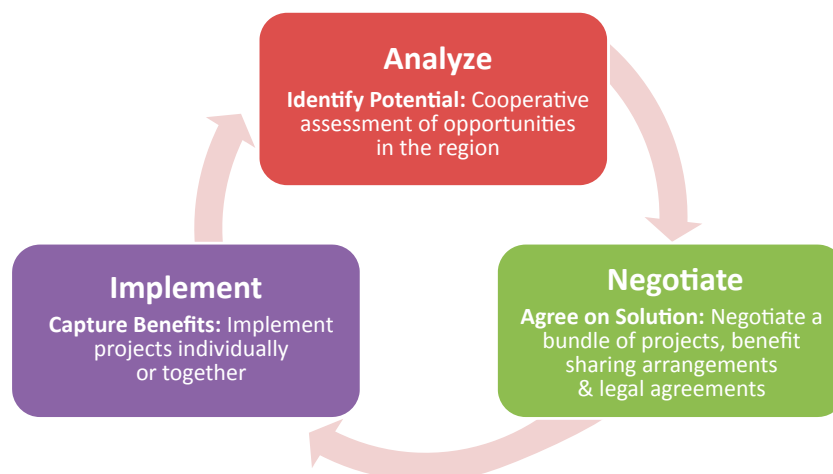 Analyze
Identify Potential: Cooperative
assessment of opportunities
in the region
Implement
Capture Benefits: Implement
projects individually
or together
Negotiate
Agree on Solution: Negotiate a
bundle of projects, benefit
sharing arrangements
& legal agreements